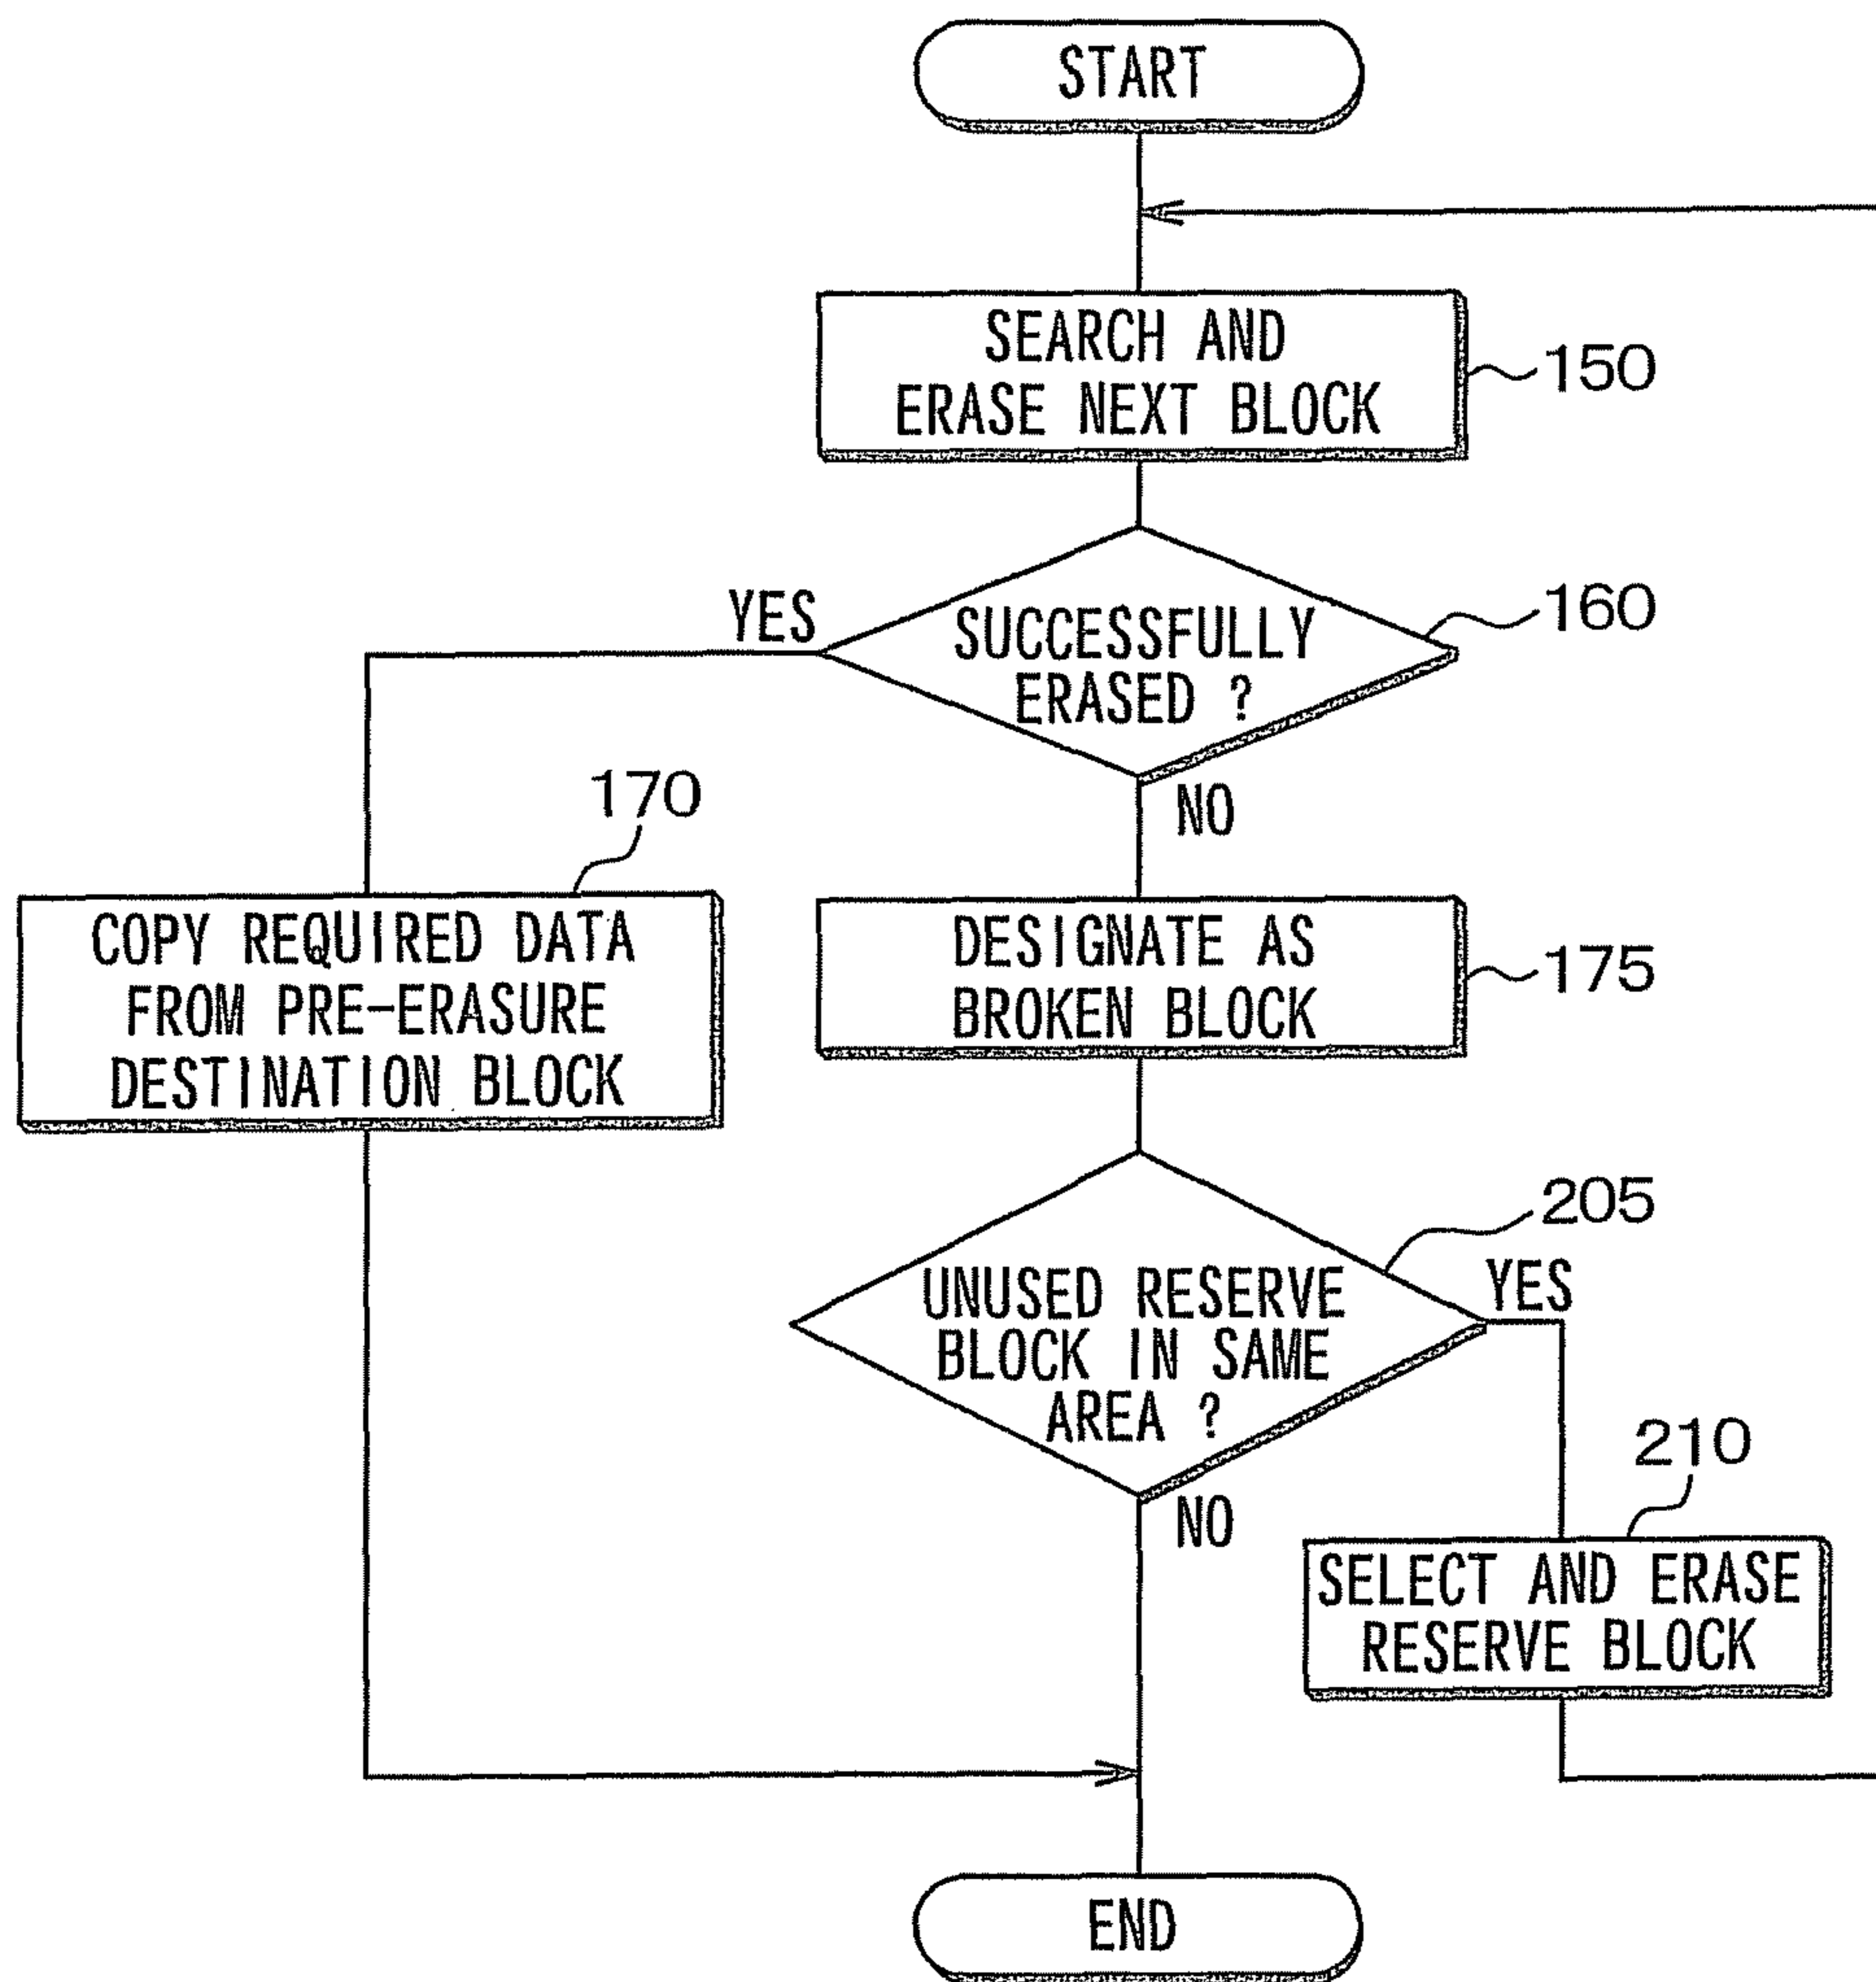 START
SEARCH AND
ERASE NEXT BLOCK
150
SUCCESSFULLY
ERASED ?
160
YES
NO
170
COPY REQUIRED DATA
FROM PRE-ERASURE
DESTINATION BLOCK
DESIGNATE AS
BROKEN BLOCK
175
UNUSED RESERVE
BLOCK IN SAME
AREA ?
205
YES
NO
210
SELECT AND ERASE
RESERVE BLOCK
END